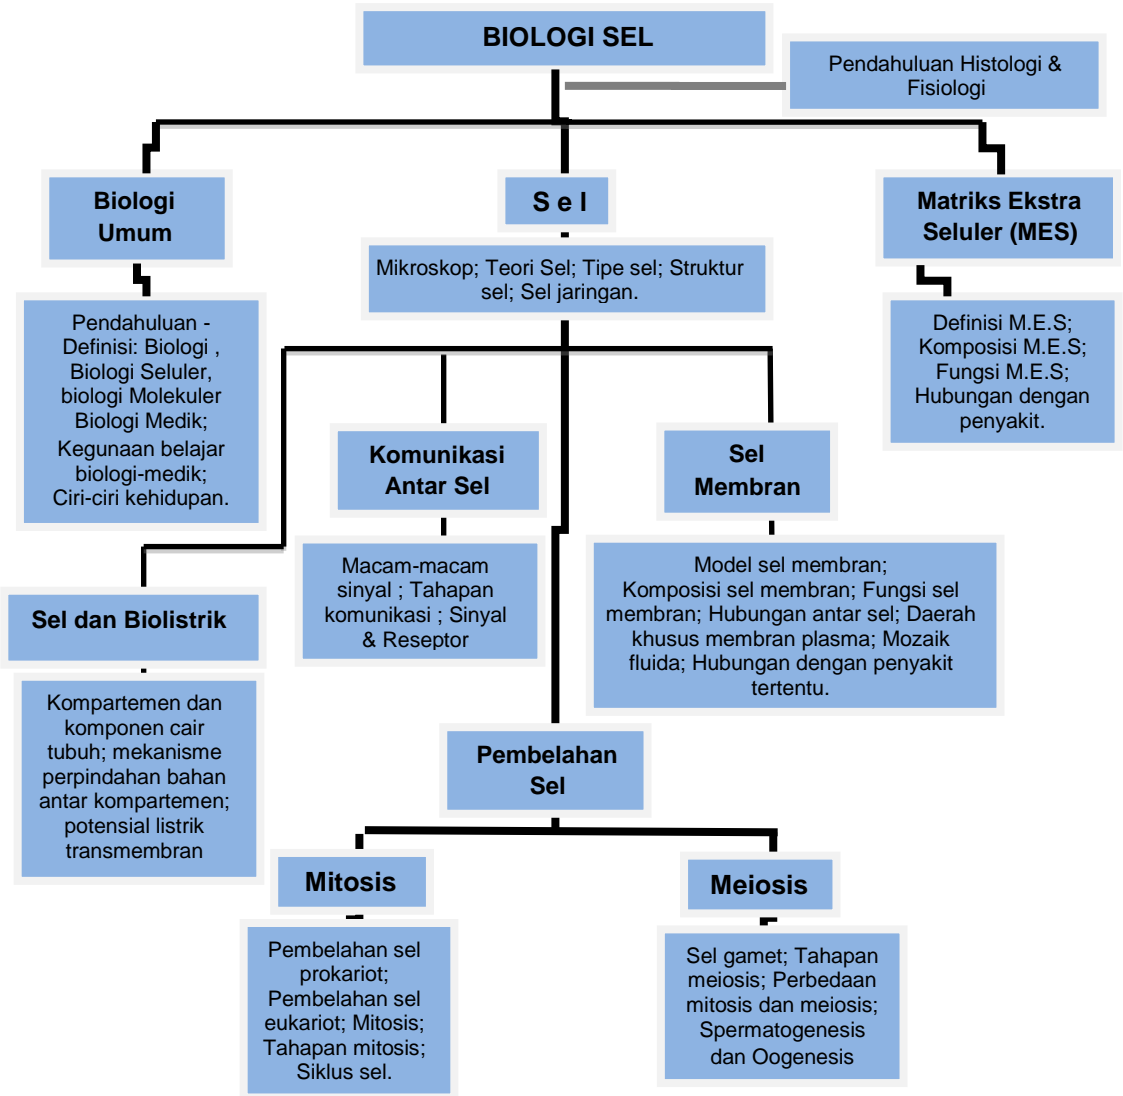 BIOLOGI SEL
Pendahuluan Histologi &
Fisiologi
Biologi
Umum
S e l
Matriks Ekstra
Seluler (MES)
Mikroskop; Teori Sel; Tipe sel; Struktur
sel; Sel jaringan.
Pendahuluan -
Definisi: Biologi ,
Biologi Seluler,
biologi Molekuler
Biologi Medik;
Kegunaan belajar
biologi-medik;
Ciri-ciri kehidupan.
Definisi M.E.S;
Komposisi M.E.S;
Fungsi M.E.S;
Hubungan dengan
penyakit.
Komunikasi
Antar Sel
Sel
Membran
Macam-macam
sinyal ; Tahapan
komunikasi ; Sinyal
& Reseptor
Model sel membran;
Komposisi sel membran; Fungsi sel
membran; Hubungan antar sel; Daerah
khusus membran plasma; Mozaik
fluida; Hubungan dengan penyakit
tertentu.
Sel dan Biolistrik
Kompartemen dan
komponen cair
tubuh; mekanisme
perpindahan bahan
antar kompartemen;
potensial listrik
transmembran
Pembelahan
Sel
Mitosis
Meiosis
Pembelahan sel
prokariot;
Pembelahan sel
eukariot; Mitosis;
Tahapan mitosis;
Siklus sel.
Sel gamet; Tahapan
meiosis; Perbedaan
mitosis dan meiosis;
Spermatogenesis
dan Oogenesis